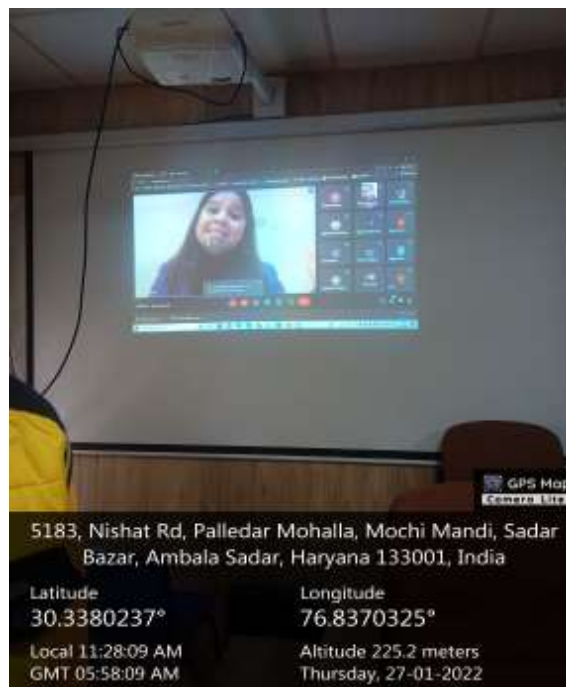 GPS Map
Camera Lite
5183, Nishat Rd, Palledar Mohalla, Mochi Mandi, Sadar
Bazar, Ambala Sadar, Haryana 133001, India
Latitude
30.3380237°
Longitude
76.8370325°
Local 11:28:09 AM
GMT 05:58:09 AM
Altitude 225.2 meters
Thursday, 27-01-2022